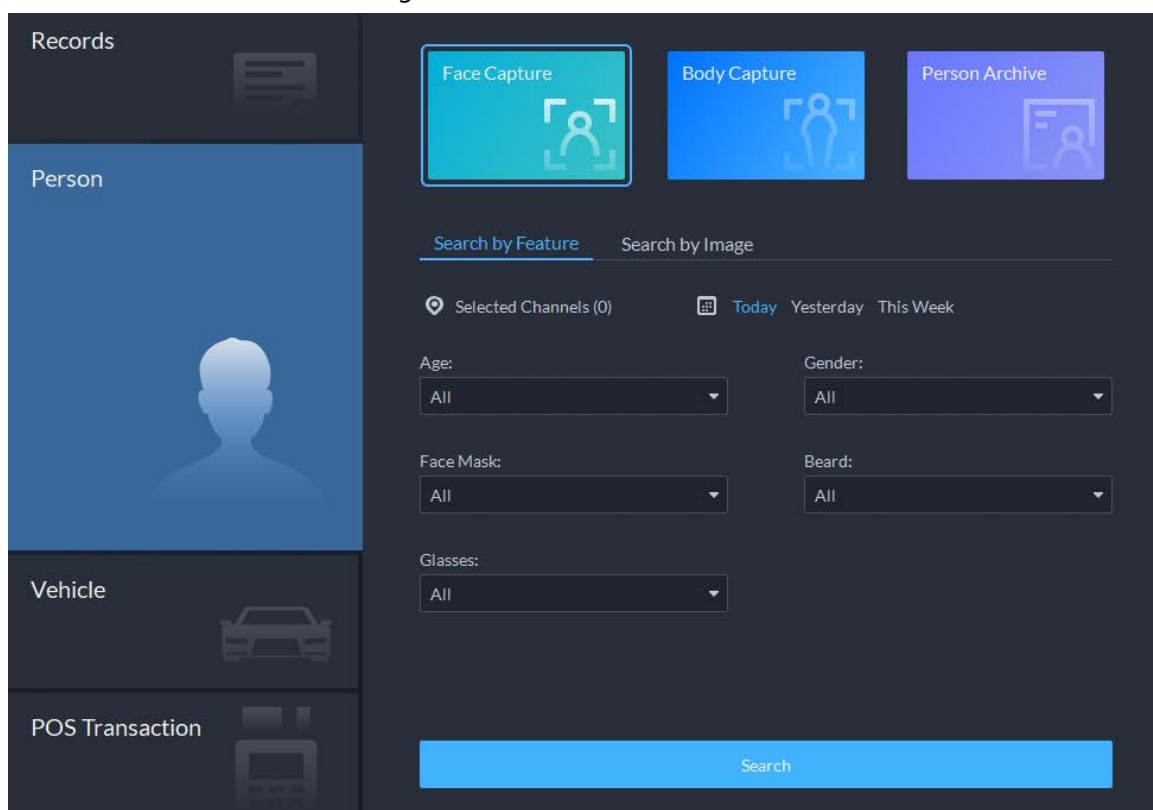 Records
Person
Vehicle
POS Transaction
Face Capture
Body Capture
Person Archive
Search by Feature Search by Image
Selected Channels (0) Today Yesterday This Week
Age: Gender:
All All
Face Mask: Beard:
All All
Glasses:
All
Search